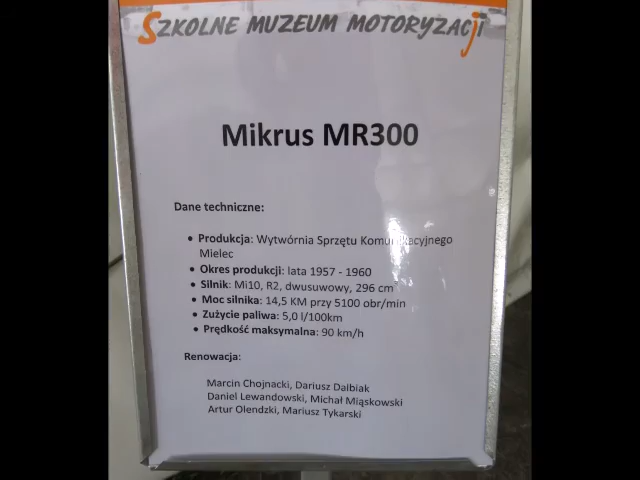 SZKOLNE MUZEUM MOTORYZACJI
Mikrus MR300
Dane techniczne:
• Produkcja: Wytwórnia Sprzętu Komunikacyjnego
Mielec
• Okres produkcji: lata 1957 - 1960
• Silnik: Mi10, R2, dwusuwowy, 296 cm
• Moc silnika: 14,5 KM przy 5100 obr/min
• Zużycie paliwa: 5,0 l/100km
• Prędkość maksymalna: 90 km/h
Renowacja:
Marcin Chojnacki, Dariusz Dalbiak
Daniel Lewandowski, Michał Miąskowski
Artur Olendzki, Mariusz Tykarski